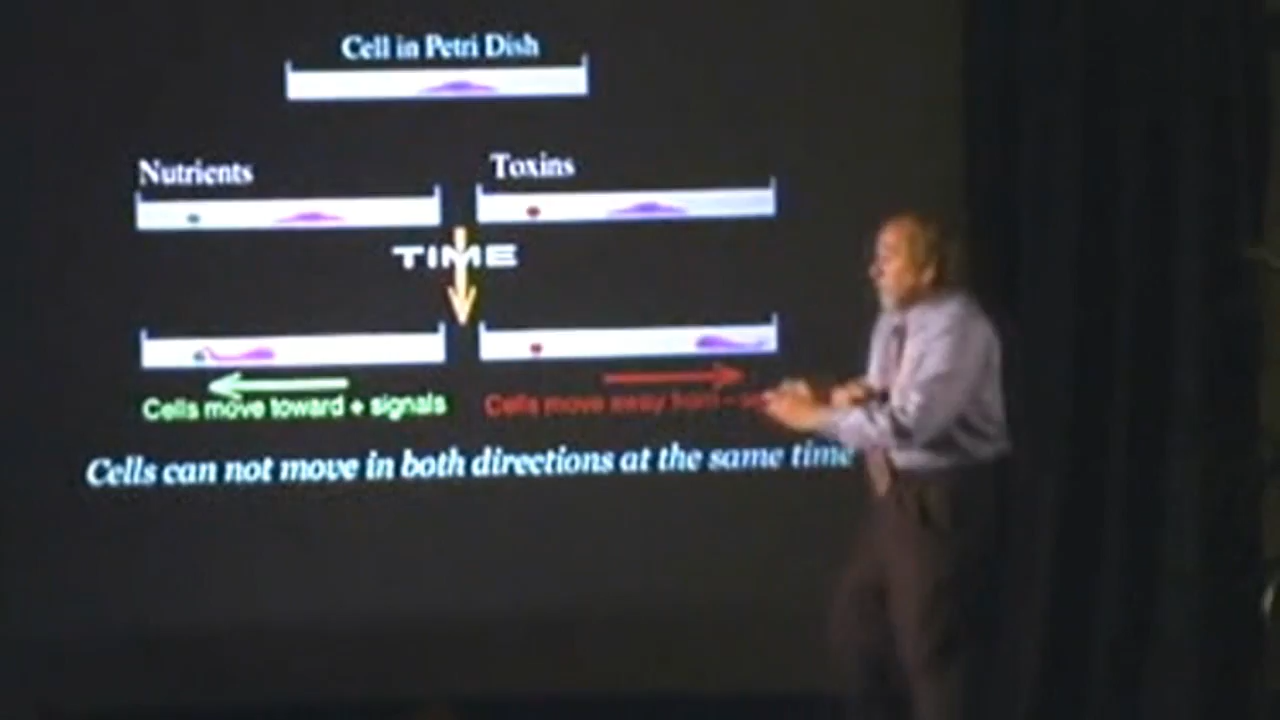 Cell in Petri Dish
Nutrients
Toxins
TIME
Cells move toward + signals
Cells move away from -
Cells can not move in both directions at the same time